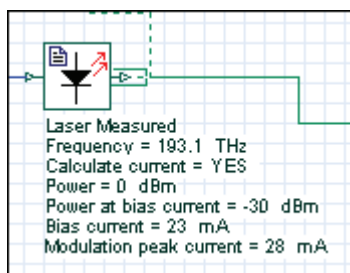 Laser Measured
Frequency = 193.1 THz
Calculate current = YES
Power = 0 dBm
Power at bias current = -30 dBm
Bias current = 23 mA
Modulation peak current = 28 mA